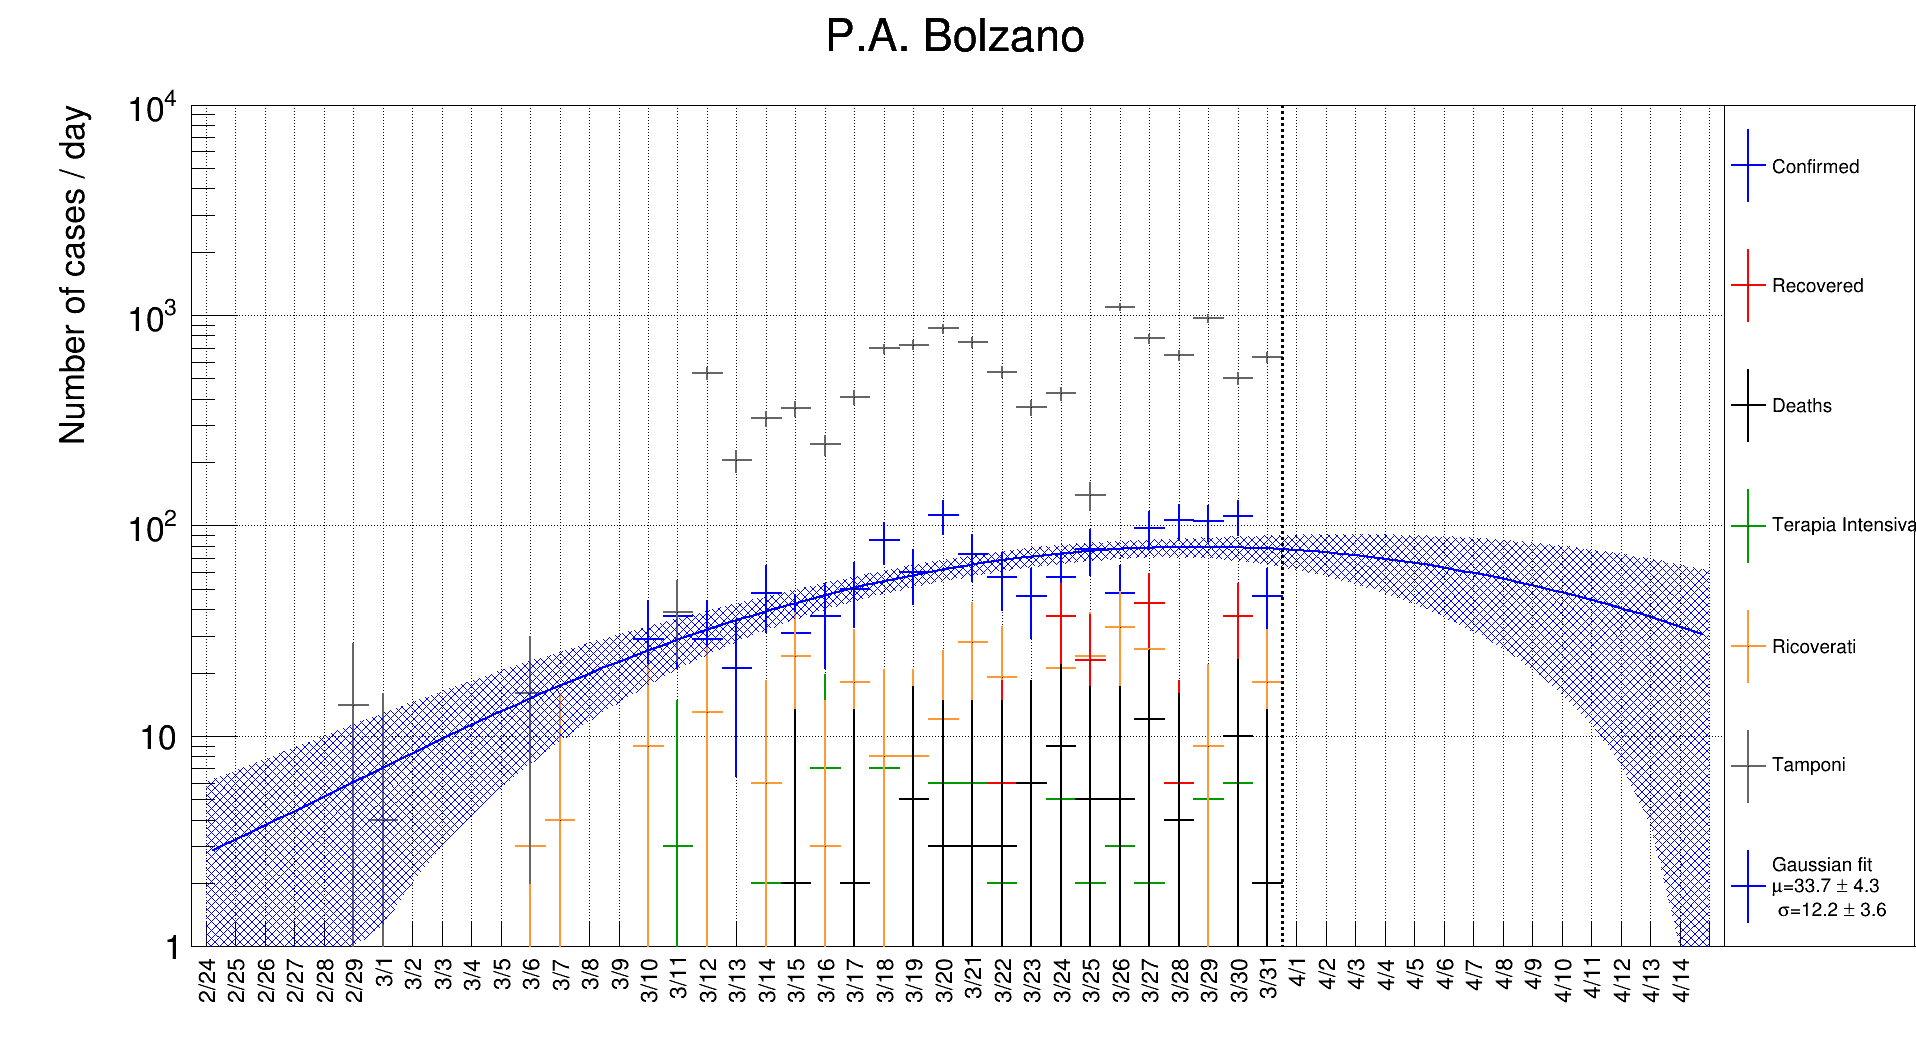 P.A. Bolzano
Number of cases / day
10^4
10^3
10^2
10
1
2/24 2/25 2/26 2/27 2/28 2/29 3/1 3/2 3/3 3/4 3/5 3/6 3/7 3/8 3/9 3/10 3/11 3/12 3/13 3/14 3/15 3/16 3/17 3/18 3/19 3/20 3/21 3/22 3/23 3/24 3/25 3/26 3/27 3/28 3/29 3/30 3/31 4/1 4/2 4/3 4/4 4/5 4/6 4/7 4/8 4/9 4/10 4/11 4/12 4/13 4/14
Confirmed
Recovered
Deaths
Terapia Intensiva
Ricoverati
Tamponi
Gaussian fit
μ=33.7 ± 4.3
σ=12.2 ± 3.6